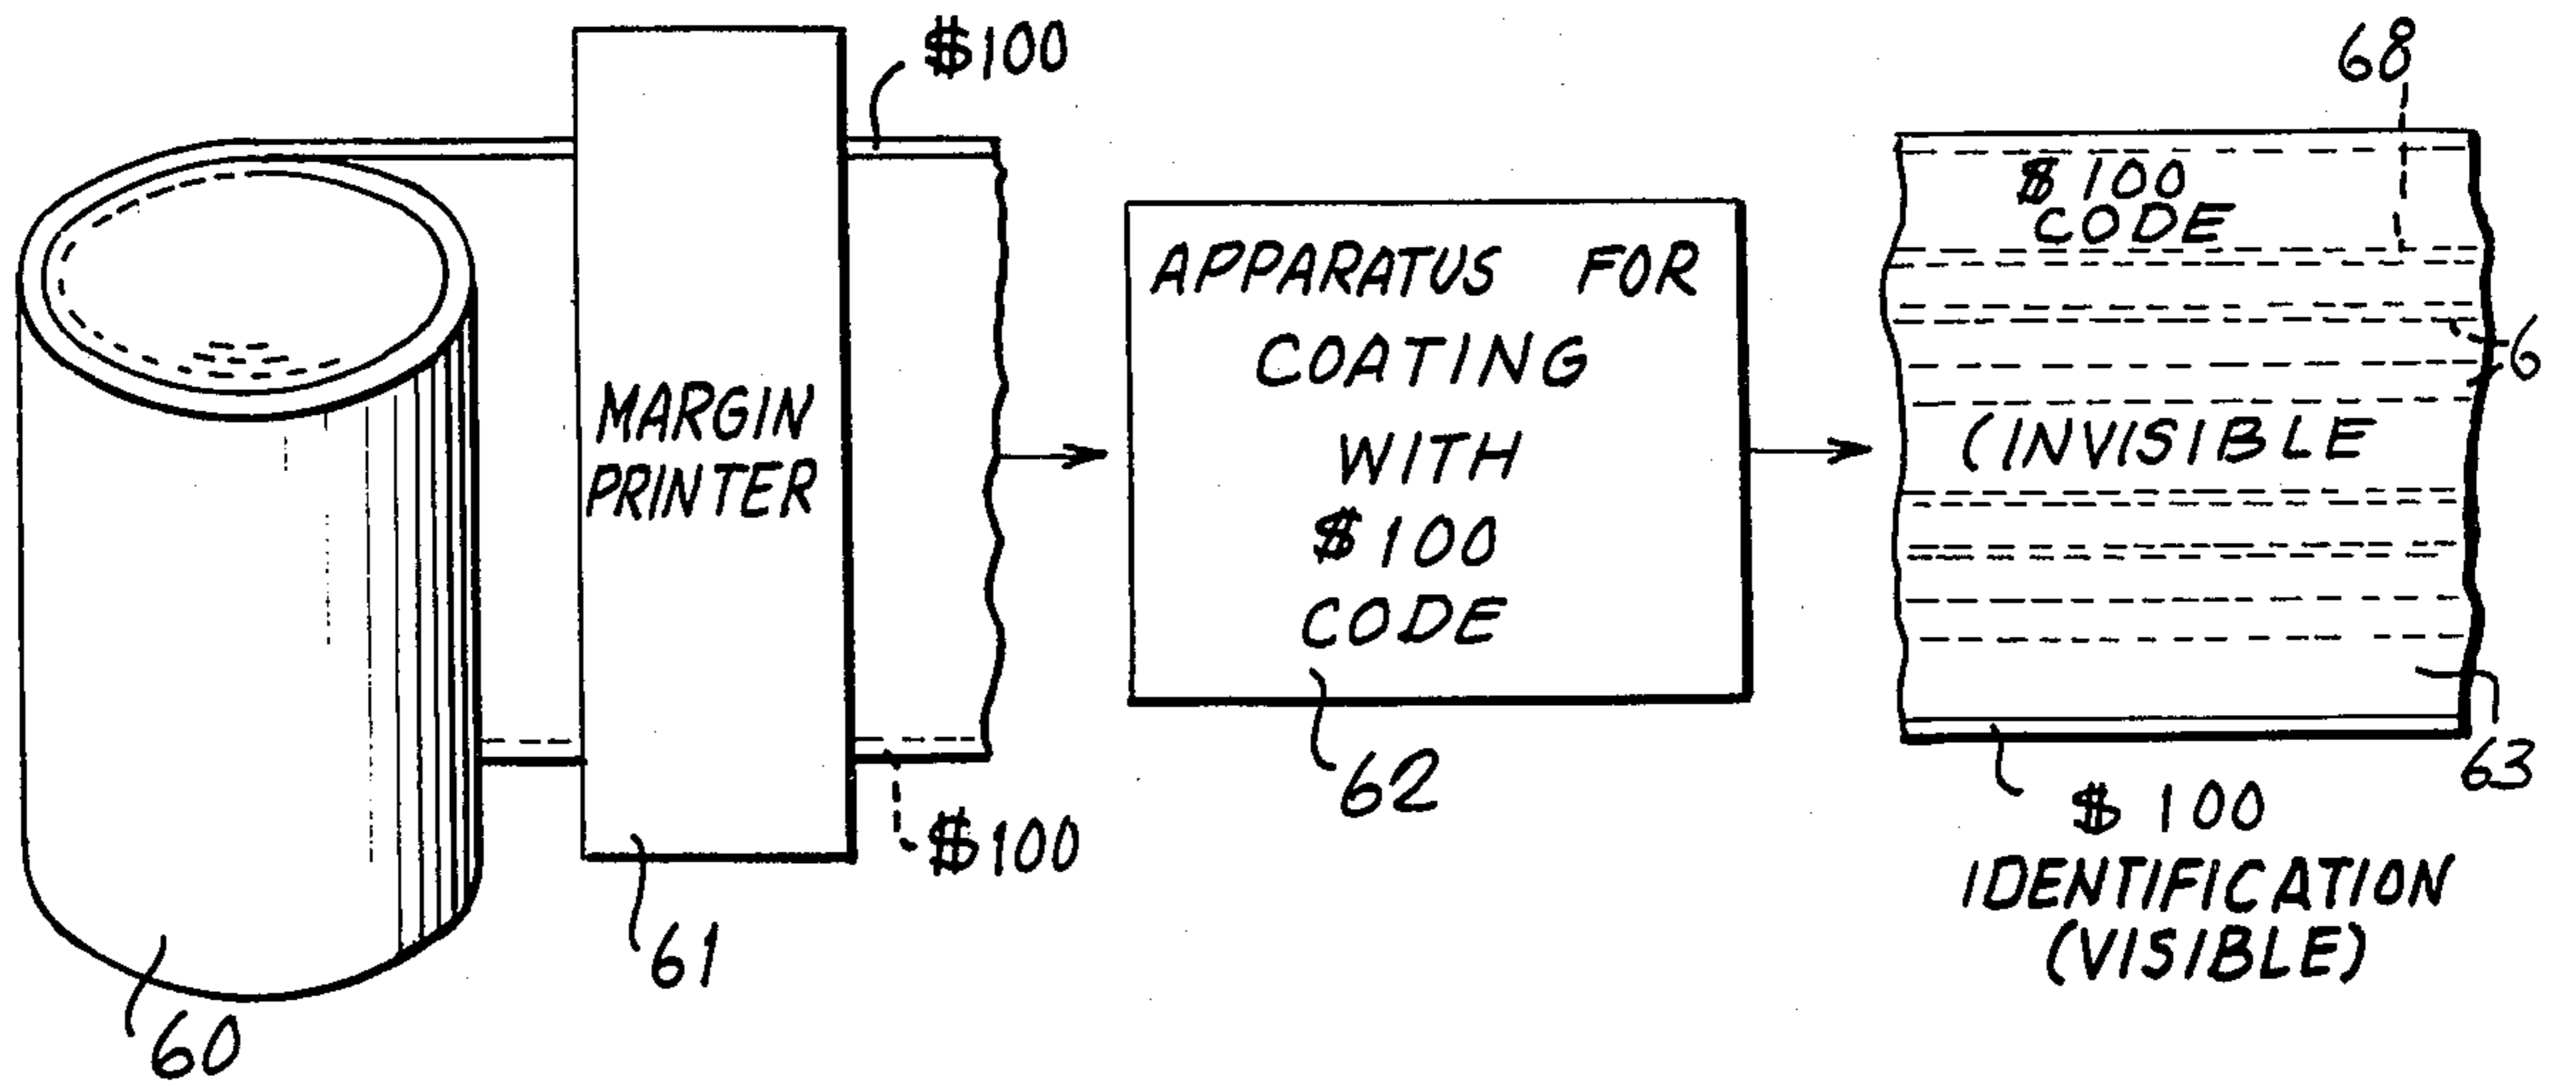 $100
68
$100
CODE
APPARATUS FOR
COATING
WITH
$100
CODE
MARGIN
PRINTER
6
(INVISIBLE
63
62
$100
$100
IDENTIFICATION
(VISIBLE)
61
60